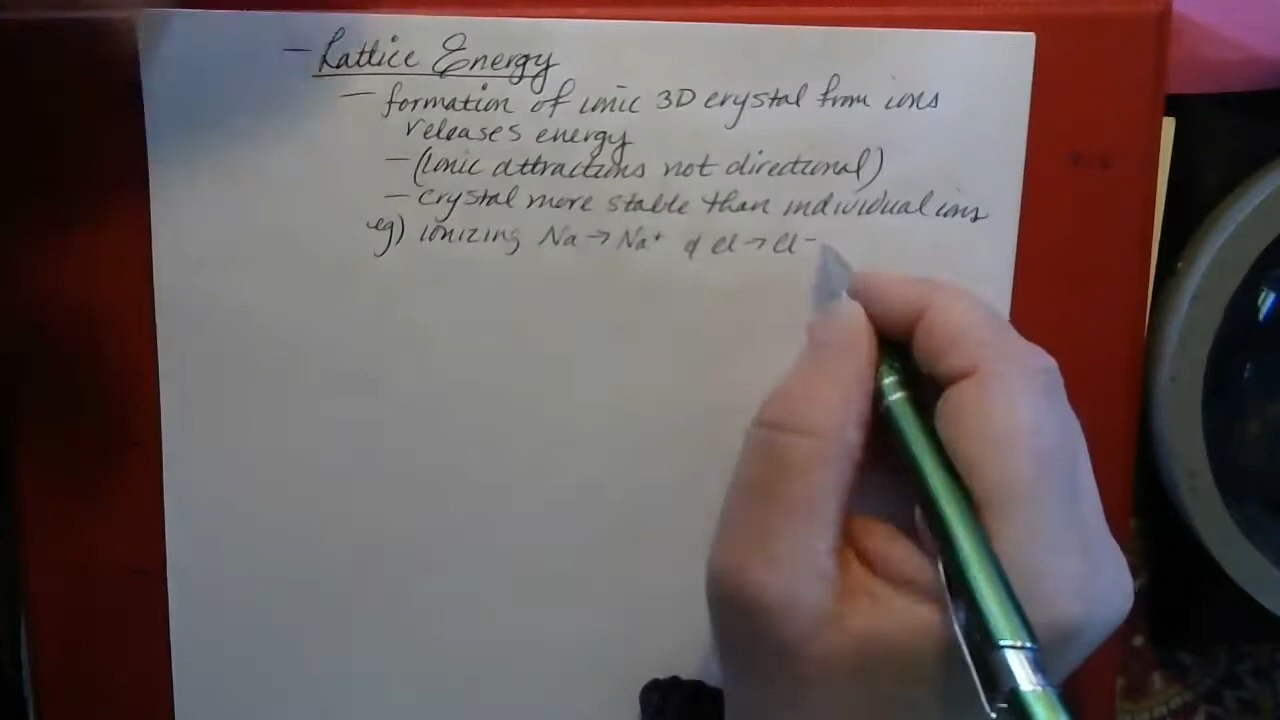 – Lattice Energy
– formation of ionic 3D crystal from ions
releases energy
– (Ionic attractions not directional)
– crystal more stable than individual ions
eg) ionizing Na → Na⁺ & Cl → Cl⁻